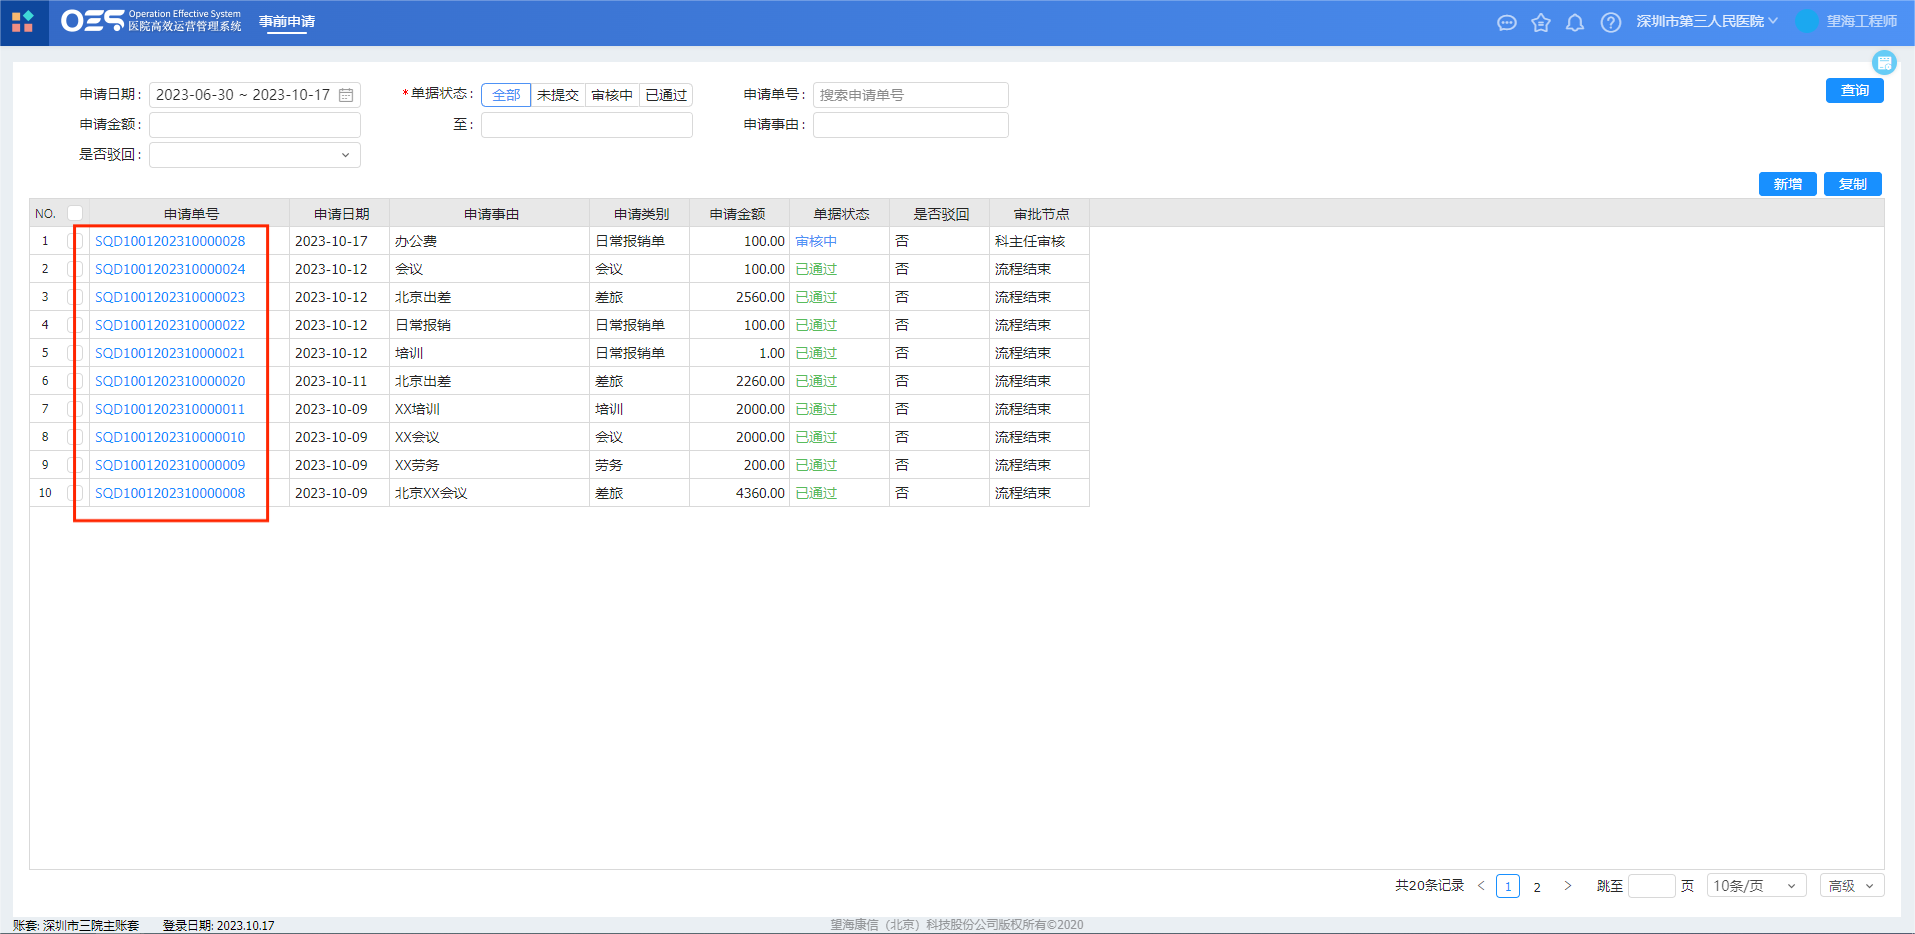 OES Operation Effective System
医院高效运营管理系统
事前申请
深圳市第三人民医院
望海工程师
申请日期: 2023-06-30 ~ 2023-10-17
*单据状态: 全部 未提交 审核中 已通过
申请单号: 搜索申请单号
查询
申请金额:
至:
申请事由:
是否驳回:
新增 复制
NO. 申请单号 申请日期 申请事由 申请类别 申请金额 单据状态 是否驳回 审批节点
1 SQD1001202310000028 2023-10-17 办公费 日常报销单 100.00 审核中 否 科主任审核
2 SQD1001202310000024 2023-10-12 会议 会议 100.00 已通过 否 流程结束
3 SQD1001202310000023 2023-10-12 北京出差 差旅 2560.00 已通过 否 流程结束
4 SQD1001202310000022 2023-10-12 日常报销 日常报销单 100.00 已通过 否 流程结束
5 SQD1001202310000021 2023-10-12 培训 日常报销单 1.00 已通过 否 流程结束
6 SQD1001202310000020 2023-10-11 北京出差 差旅 2260.00 已通过 否 流程结束
7 SQD1001202310000011 2023-10-09 XX培训 培训 2000.00 已通过 否 流程结束
8 SQD1001202310000010 2023-10-09 XX会议 会议 2000.00 已通过 否 流程结束
9 SQD1001202310000009 2023-10-09 XX劳务 劳务 200.00 已通过 否 流程结束
10 SQD1001202310000008 2023-10-09 北京XX会议 差旅 4360.00 已通过 否 流程结束
共20条记录 < 1 2 > 跳至 页 10条/页 高级
账套: 深圳市三院主账套 登录日期: 2023.10.17
望海康信（北京）科技股份公司版权所有©2020